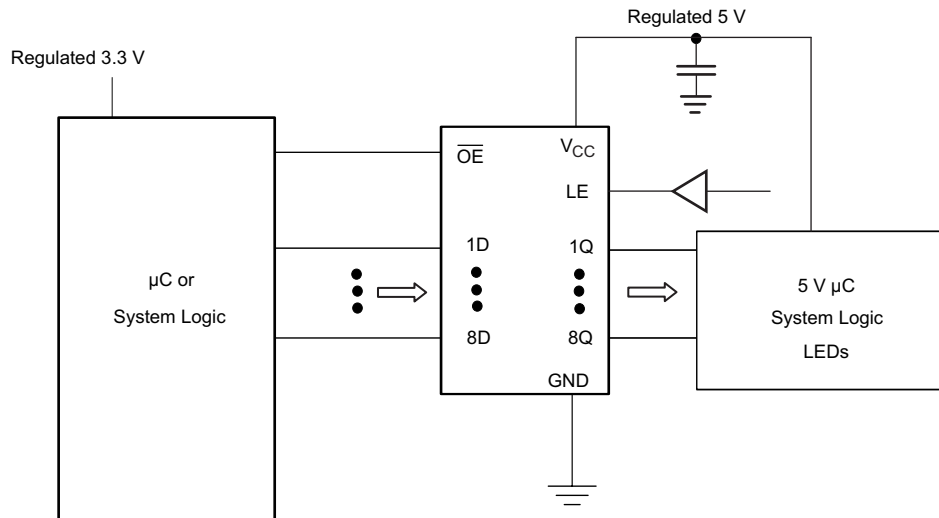 Regulated 5 V
Regulated 3.3 V
OE
VCC
LE
1D
1Q
µC or
System Logic
8D
8Q
5 V µC
System Logic
LEDs
GND